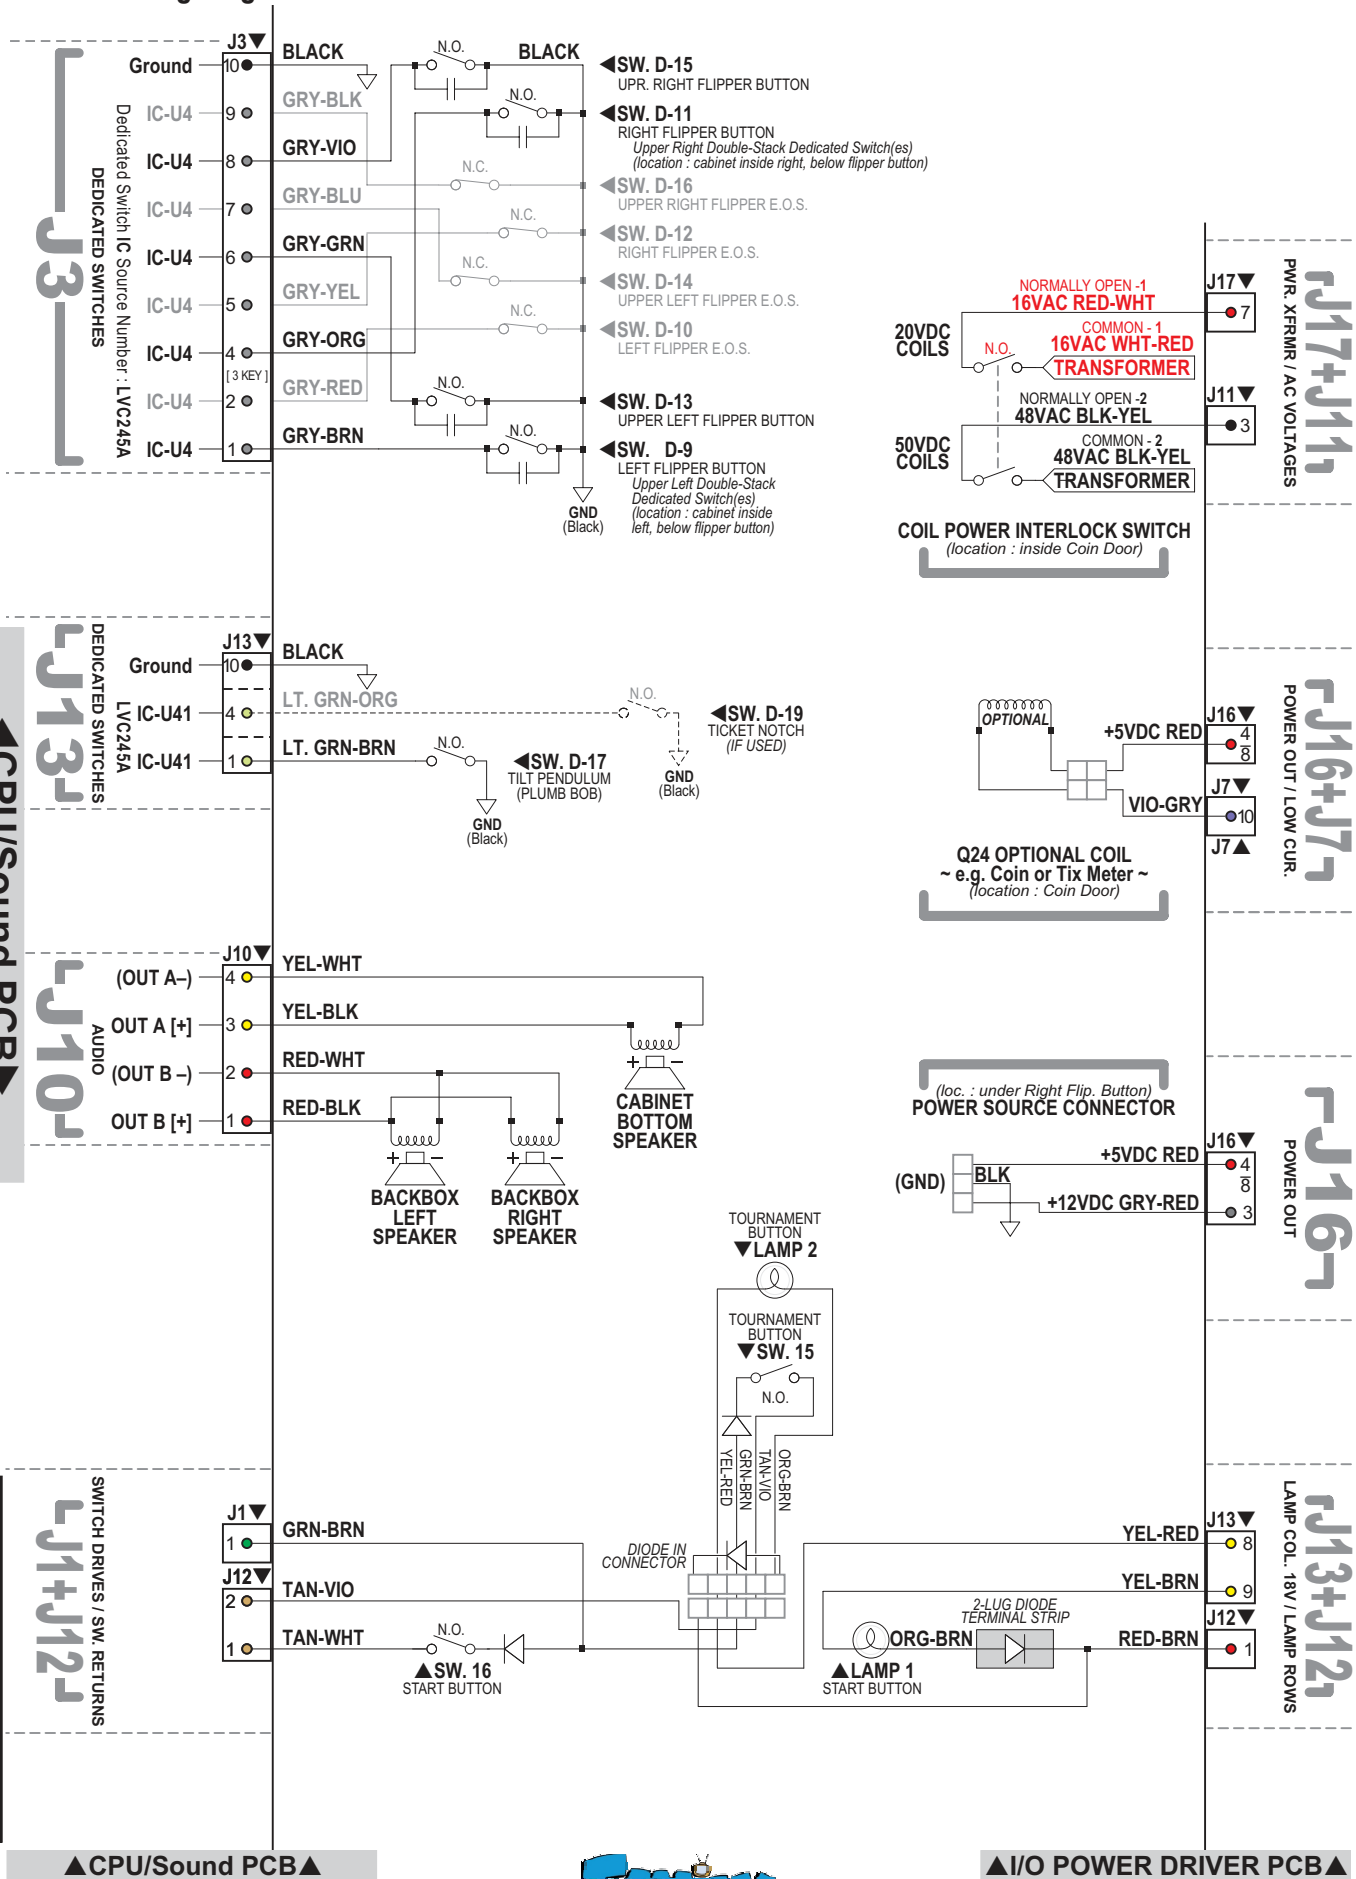 J3▼
Ground
10
BLACK
N.O.
BLACK
◀SW. D-15
UPR. RIGHT FLIPPER BUTTON
IC-U4
9
GRY-BLK
N.O.
◀SW. D-11
RIGHT FLIPPER BUTTON
Upper Right Double-Stack Dedicated Switch(es)
(location : cabinet inside right, below flipper button)
IC-U4
8
GRY-VIO
N.C.
◀SW. D-16
UPPER RIGHT FLIPPER E.O.S.
IC-U4
7
GRY-BLU
N.C.
◀SW. D-12
RIGHT FLIPPER E.O.S.
IC-U4
6
GRY-GRN
N.C.
◀SW. D-14
UPPER LEFT FLIPPER E.O.S.
IC-U4
5
GRY-YEL
N.C.
◀SW. D-10
LEFT FLIPPER E.O.S.
IC-U4
4
GRY-ORG
[ 3 KEY ]
IC-U4
2
GRY-RED
N.O.
◀SW. D-13
UPPER LEFT FLIPPER BUTTON
IC-U4
1
GRY-BRN
N.O.
◀SW. D-9
LEFT FLIPPER BUTTON
Upper Left Double-Stack
Dedicated Switch(es)
(location : cabinet inside
left, below flipper button)
GND
(Black)
J3
DEDICATED SWITCHES
Dedicated Switch IC Source Number : LVC245A
J17▼
7
NORMALLY OPEN -1
16VAC RED-WHT
20VDC
COILS
N.O.
COMMON - 1
16VAC WHT-RED
TRANSFORMER
J11▼
3
NORMALLY OPEN -2
48VAC BLK-YEL
50VDC
COILS
COMMON - 2
48VAC BLK-YEL
TRANSFORMER
COIL POWER INTERLOCK SWITCH
(location : inside Coin Door)
PWR. XFRMR / AC VOLTAGES
J17+J11
J13
DEDICATED SWITCHES
LVC245A
J13▼
Ground
10
BLACK
IC-U41
4
LT. GRN-ORG
N.O.
◀SW. D-19
TICKET NOTCH
(IF USED)
GND
(Black)
IC-U41
1
LT. GRN-BRN
N.O.
◀SW. D-17
TILT PENDULUM
(PLUMB BOB)
GND
(Black)
OPTIONAL
+5VDC RED
J16▼
4
8
VIO-GRY
J7▼
10
J7▲
Q24 OPTIONAL COIL
~ e.g. Coin or Tix Meter ~
(location : Coin Door)
POWER OUT / LOW CUR.
J16+J7
◀CPU/Sound PCB▶
J10
AUDIO
J10▼
(OUT A–)
4
YEL-WHT
OUT A [+]
3
YEL-BLK
(OUT B –)
2
RED-WHT
OUT B [+]
1
RED-BLK
+ –
CABINET
BOTTOM
SPEAKER
+ –
BACKBOX
LEFT
SPEAKER
+ –
BACKBOX
RIGHT
SPEAKER
(loc. : under Right Flip. Button)
POWER SOURCE CONNECTOR
J16▼
+5VDC RED
4
8
(GND)
BLK
+12VDC GRY-RED
3
POWER OUT
J16
TOURNAMENT
BUTTON
▼LAMP 2
TOURNAMENT
BUTTON
▼SW. 15
N.O.
YEL-RED
GRN-BRN
TAN-VIO
ORG-BRN
DIODE IN
CONNECTOR
J1+J12
SWITCH DRIVES / SW. RETURNS
J1▼
1
GRN-BRN
J12▼
2
TAN-VIO
1
TAN-WHT
N.O.
▲SW. 16
START BUTTON
J13▼
YEL-RED
8
YEL-BRN
9
J12▼
2-LUG DIODE
TERMINAL STRIP
ORG-BRN
RED-BRN
1
▲LAMP 1
START BUTTON
LAMP COL. 18V / LAMP ROWS
J13+J12
▲CPU/Sound PCB▲
▲I/O POWER DRIVER PCB▲